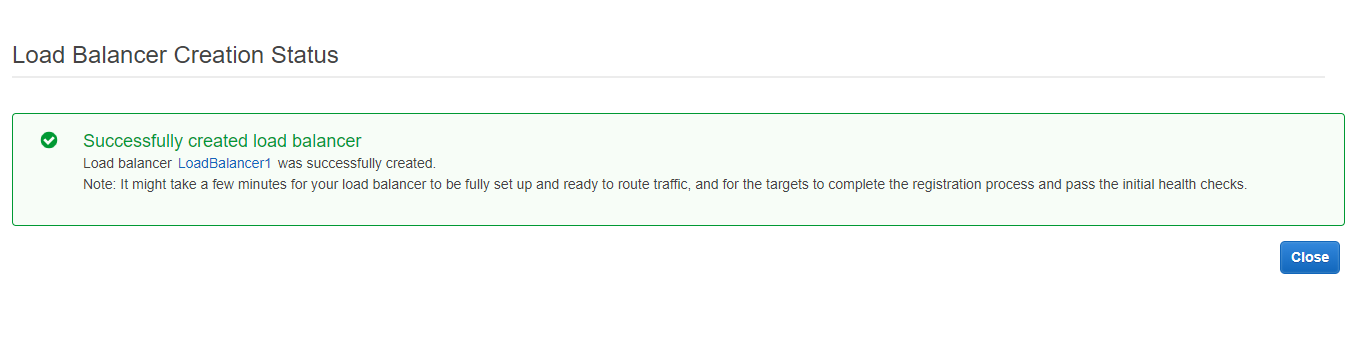 Load Balancer Creation Status
Successfully created load balancer
Load balancer LoadBalancer1 was successfully created.
Note: It might take a few minutes for your load balancer to be fully set up and ready to route traffic, and for the targets to complete the registration process and pass the initial health checks.
Close